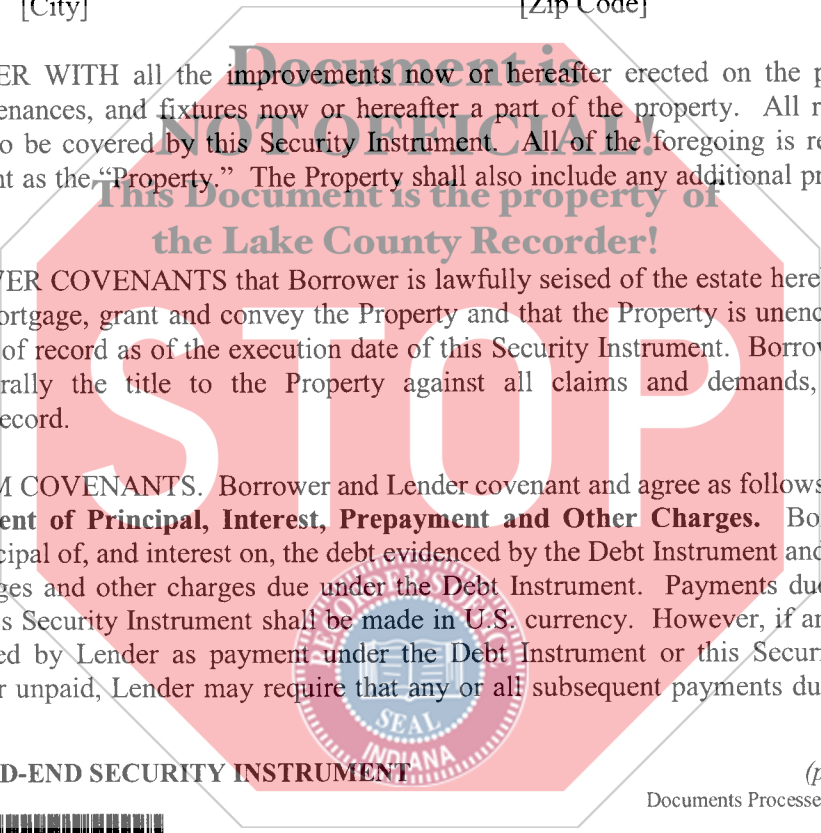 [City] [Zip Code]
Document is
ER WITH all the improvements now or hereafter erected on the p
enances, and fixtures now or hereafter a part of the property. All r
NOT OFFICIAL!
o be covered by this Security Instrument. All of the foregoing is re
nt as the “Property.” The Property shall also include any additional pr
This Document is the property of
the Lake County Recorder!
VER COVENANTS that Borrower is lawfully seised of the estate here
ortgage, grant and convey the Property and that the Property is unenc
of record as of the execution date of this Security Instrument. Borrov
rally the title to the Property against all claims and demands,
ecord.
STOP
M COVENANTS. Borrower and Lender covenant and agree as follows
ent of Principal, Interest, Prepayment and Other Charges. Bo
cipal of, and interest on, the debt evidenced by the Debt Instrument and
ges and other charges due under the Debt Instrument. Payments du
s Security Instrument shall be made in U.S. currency. However, if an
ed by Lender as payment under the Debt Instrument or this Securi
r unpaid, Lender may require that any or all subsequent payments du
SEAL
INDIANA
D-END SECURITY INSTRUMENT (p
Documents Processe